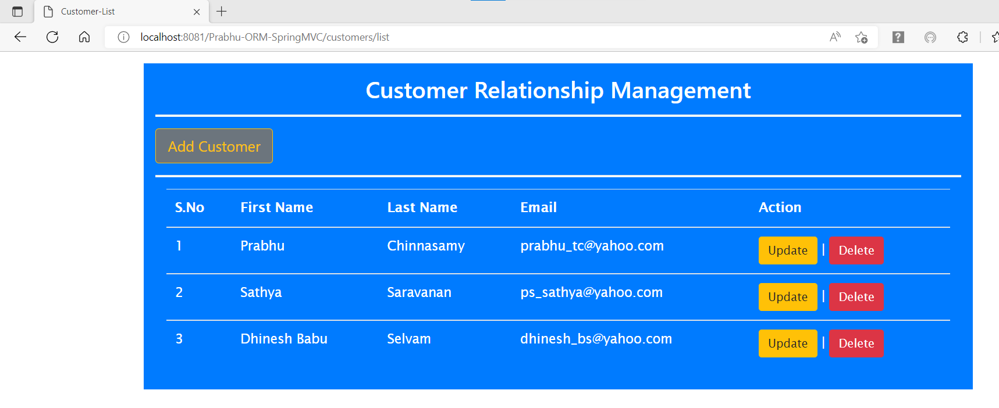 Customer-List
localhost:8081/Prabhu-ORM-SpringMVC/customers/list
Customer Relationship Management
Add Customer
S.No First Name Last Name Email Action
1 Prabhu Chinnasamy prabhu_tc@yahoo.com Update | Delete
2 Sathya Saravanan ps_sathya@yahoo.com Update | Delete
3 Dhinesh Babu Selvam dhinesh_bs@yahoo.com Update | Delete